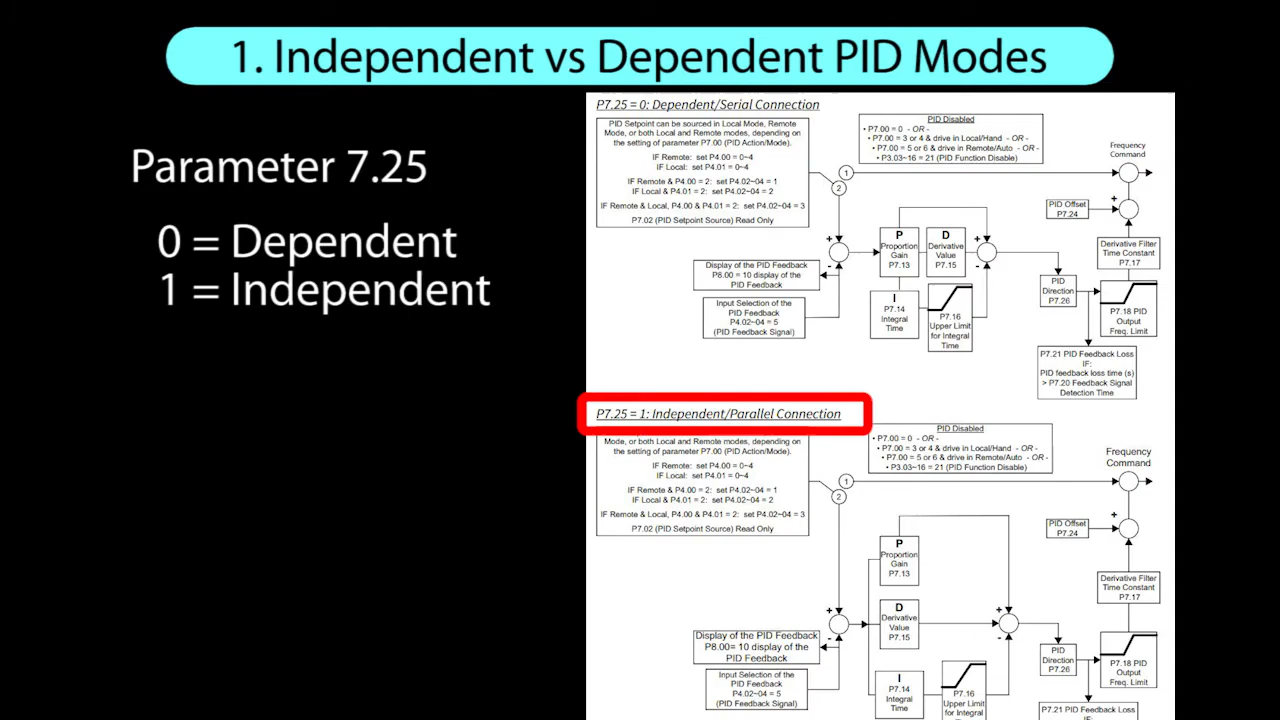 1. Independent vs Dependent PID Modes
Parameter 7.25
0 = Dependent
1 = Independent
P7.25 = 0: Dependent/Serial Connection
PID Setpoint can be sourced in Local Mode, Remote
Mode, or both Local and Remote modes, depending on
the setting of parameter P7.00 (PID Action/Mode).
IF Remote: set P4.00 = 0~4
IF Local: set P4.01 = 0~4
IF Remote & P4.00 = 2: set P4.02~04 = 1
IF Local & P4.01 = 2: set P4.02~04 = 2
IF Remote & Local, P4.00 & P4.01 = 2: set P4.02~04 = 3
P7.02 (PID Setpoint Source) Read Only
PID Disabled
• P7.00 = 0 - OR -
• P7.00 = 3 or 4 & drive in Local/Hand - OR -
• P7.00 = 5 or 6 & drive in Remote/Auto - OR -
• P3.03~16 = 21 (PID Function Disable)
1
2
Frequency
Command
+
PID Offset
P7.24
Derivative Filter
Time Constant
P7.17
P7.18 PID
Output
Freq. Limit
+
-
P
Proportion
Gain
P7.13
D
Derivative
Value
P7.15
+
-
I
P7.14
Integral
Time
P7.16
Upper Limit
for Integral
Time
PID
Direction
P7.26
Display of the PID Feedback
P8.00 = 10 display of the
PID Feedback
Input Selection of the
PID Feedback
P4.02~04 = 5
(PID Feedback Signal)
P7.21 PID Feedback Loss
IF:
PID feedback loss time (s)
> P7.20 Feedback Signal
Detection Time
P7.25 = 1: Independent/Parallel Connection
Mode, or both Local and Remote modes, depending on
the setting of parameter P7.00 (PID Action/Mode).
IF Remote: set P4.00 = 0~4
IF Local: set P4.01 = 0~4
IF Remote & P4.00 = 2: set P4.02~04 = 1
IF Local & P4.01 = 2: set P4.02~04 = 2
IF Remote & Local, P4.00 & P4.01 = 2: set P4.02~04 = 3
P7.02 (PID Setpoint Source) Read Only
PID Disabled
• P7.00 = 0 - OR -
• P7.00 = 3 or 4 & drive in Local/Hand - OR -
• P7.00 = 5 or 6 & drive in Remote/Auto - OR -
• P3.03~16 = 21 (PID Function Disable)
1
2
Frequency
Command
+
PID Offset
P7.24
Derivative Filter
Time Constant
P7.17
P7.18 PID
Output
Freq. Limit
P
Proportion
Gain
P7.13
+
-
D
Derivative
Value
P7.15
+
-
I
P7.14
Integral
Time
P7.16
Upper Limit
for Integral
PID
Direction
P7.26
Display of the PID Feedback
P8.00= 10 display of the
PID Feedback
Input Selection of the
PID Feedback
P4.02~04 = 5
(PID Feedback Signal)
P7.21 PID Feedback Loss